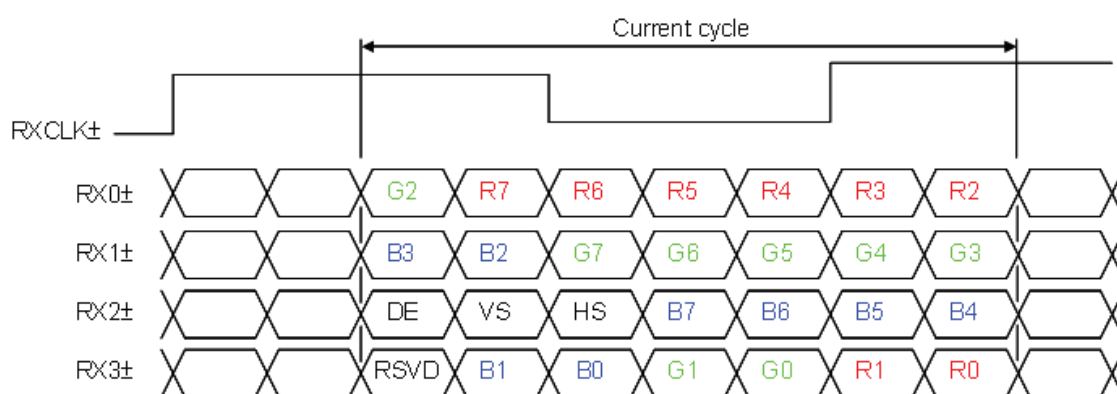 Current cycle
RXCLK±
RX0± G2 R7 R6 R5 R4 R3 R2
RX1± B3 B2 G7 G6 G5 G4 G3
RX2± DE VS HS B7 B6 B5 B4
RX3± RSVD B1 B0 G1 G0 R1 R0